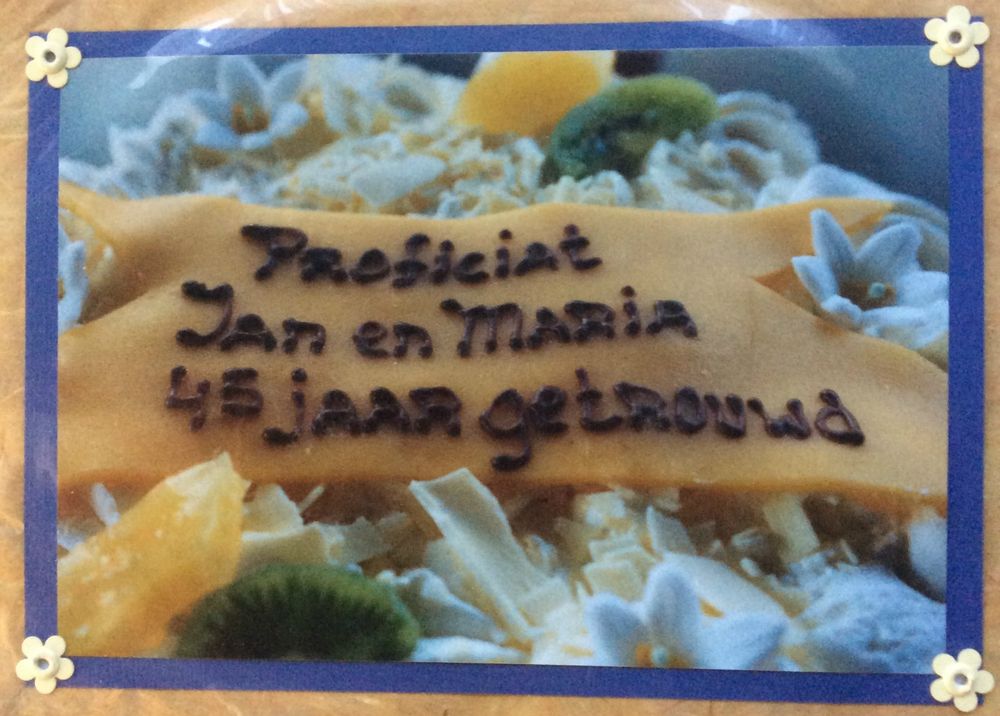 Proficiat
Jan en Maria
45 jaar getrouwd